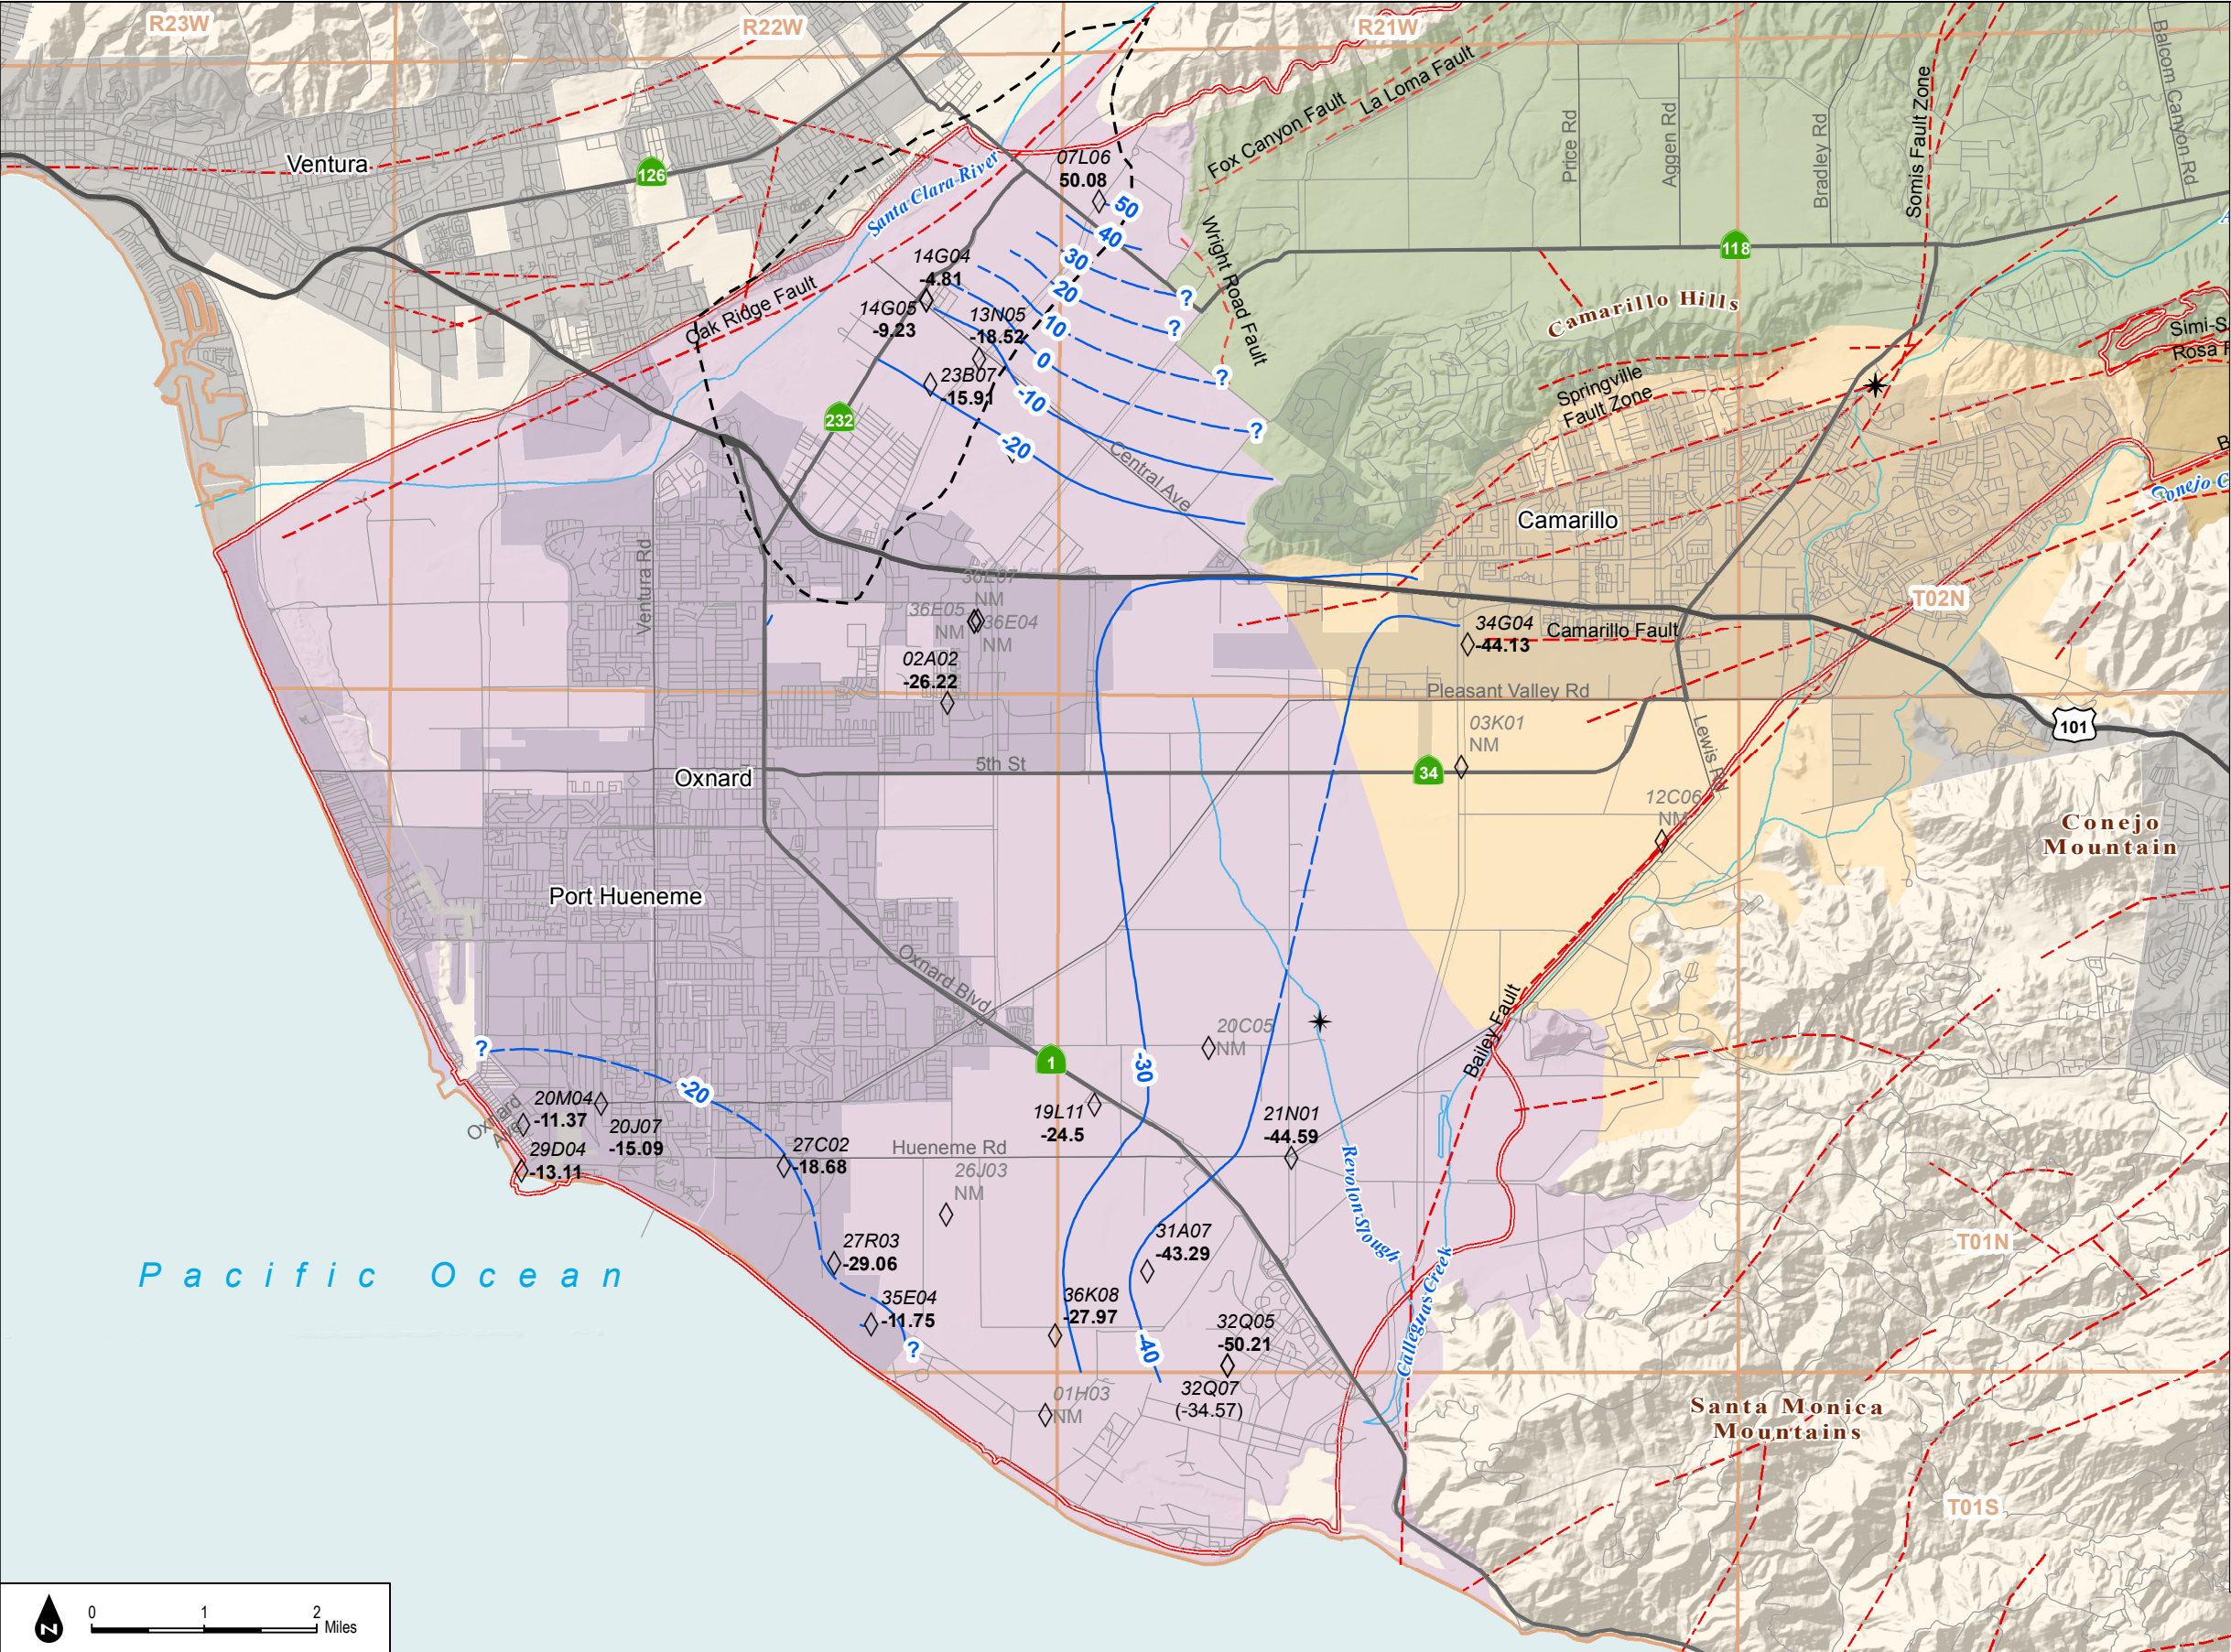 R23W
R22W
R21W
Balcom Canyon Rd
La Loma Fault
Fox Canyon Fault
Price Rd
Aggen Rd
Bradley Rd
Somis Fault Zone
Ventura
126
Santa Clara River
07L06
50.08
50
40
30
20
10
0
-10
-20
?
?
?
?
Wright Road Fault
118
Camarillo Hills
14G04
-4.81
14G05
-9.23
13N05
-18.52
23B07
-15.91
Oak Ridge Fault
232
Central Ave
Springville
Fault Zone
Simi-S
Rosa F
B
Conejo C
Camarillo
T02N
Ventura Rd
36E07
NM
36E05
NM
36E04
NM
02A02
-26.22
34G04
-44.13
Camarillo Fault
Pleasant Valley Rd
03K01
NM
101
Lewis Rd
Oxnard
5th St
34
12C06
NM
Conejo
Mountain
Port Hueneme
Oxnard Blvd
1
20C05
NM
Bailey Fault
-30
?
-20
20M04
-11.37
Oxnard
Ave
20J07
-15.09
29D04
-13.11
27C02
-18.68
Hueneme Rd
26J03
NM
19L11
-24.5
21N01
-44.59
Revolon Slough
Calleguas Creek
27R03
-29.06
31A07
-43.29
T01N
Pacific Ocean
35E04
-11.75
?
36K08
-27.97
-40
32Q05
-50.21
32Q07
(-34.57)
01H03
NM
Santa Monica
Mountains
T01S
N
0 1 2
Miles